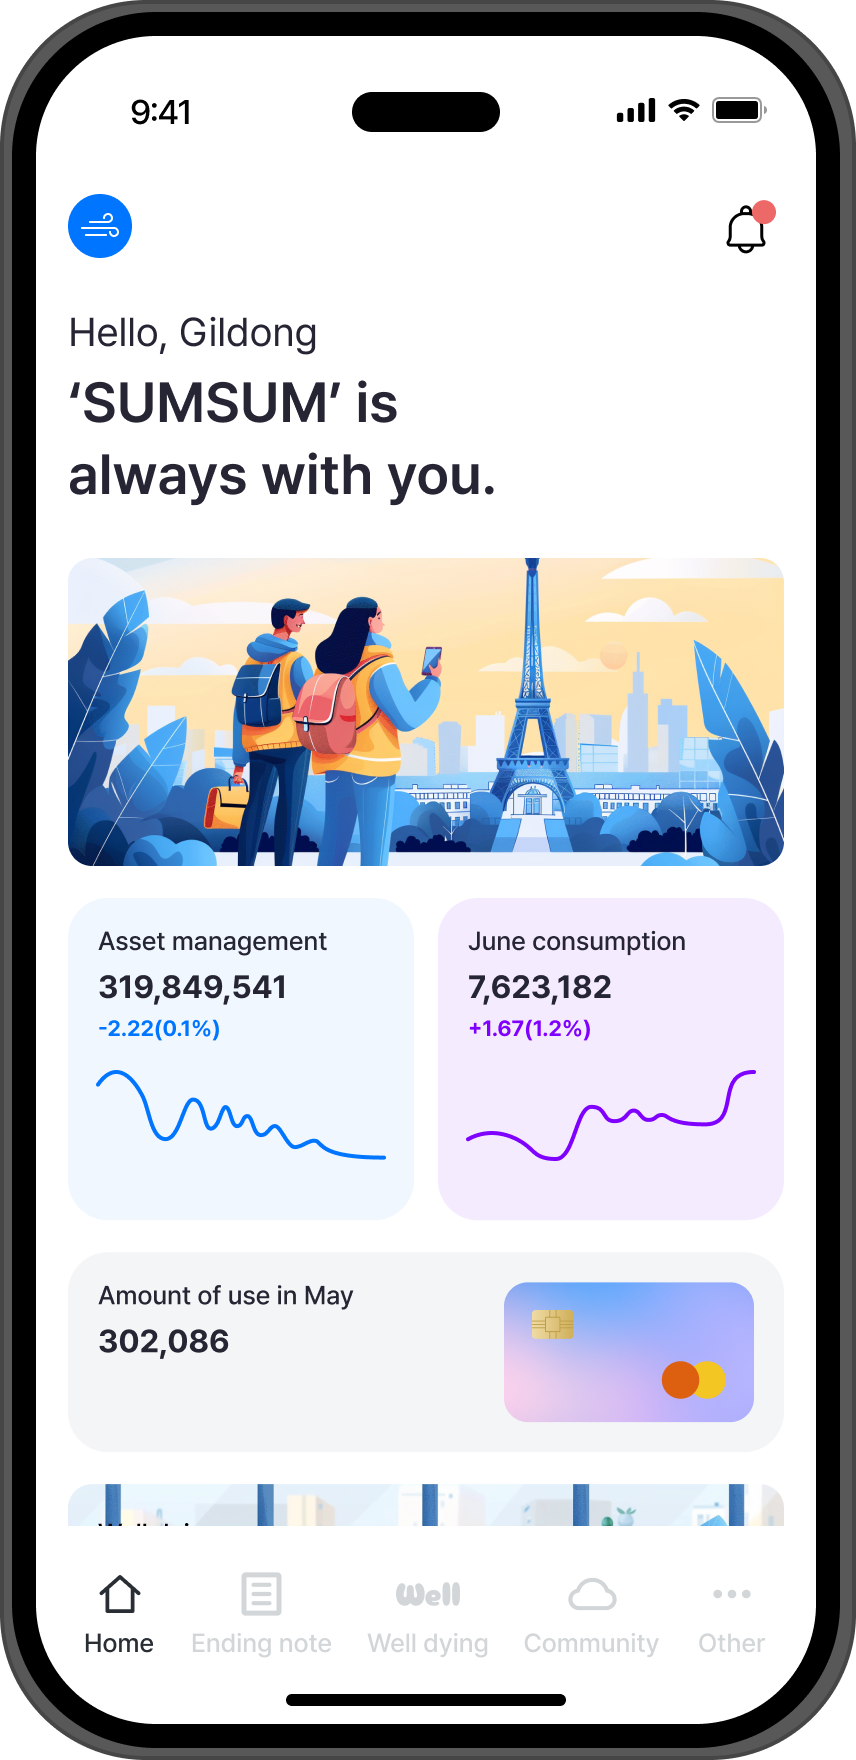 9:41
Hello, Gildong
‘SUMSUM’ is
always with you.
Asset management
319,849,541
-2.22(0.1%)
June consumption
7,623,182
+1.67(1.2%)
Amount of use in May
302,086
Well
Home
Ending note
Well dying
Community
Other